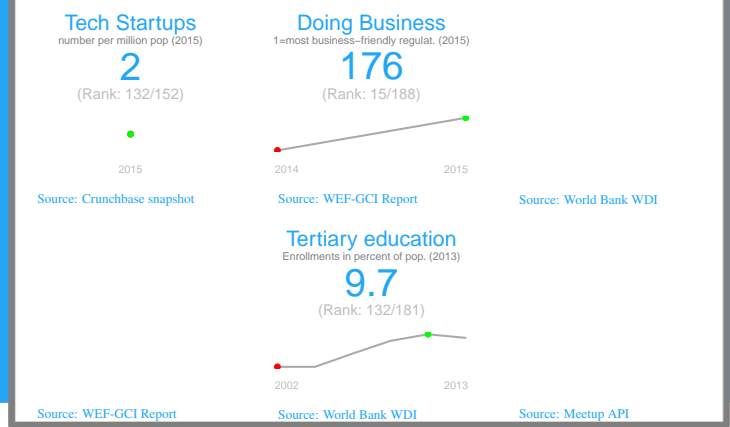 Tech Startups
number per million pop (2015)
2
(Rank: 132/152)
2015
Source: Crunchbase snapshot
Doing Business
1=most business−friendly regulat. (2015)
176
(Rank: 15/188)
2014 2015
Source: WEF-GCI Report
Source: World Bank WDI
Tertiary education
Enrollments in percent of pop. (2013)
9.7
(Rank: 132/181)
2002 2013
Source: WEF-GCI Report
Source: World Bank WDI
Source: Meetup API